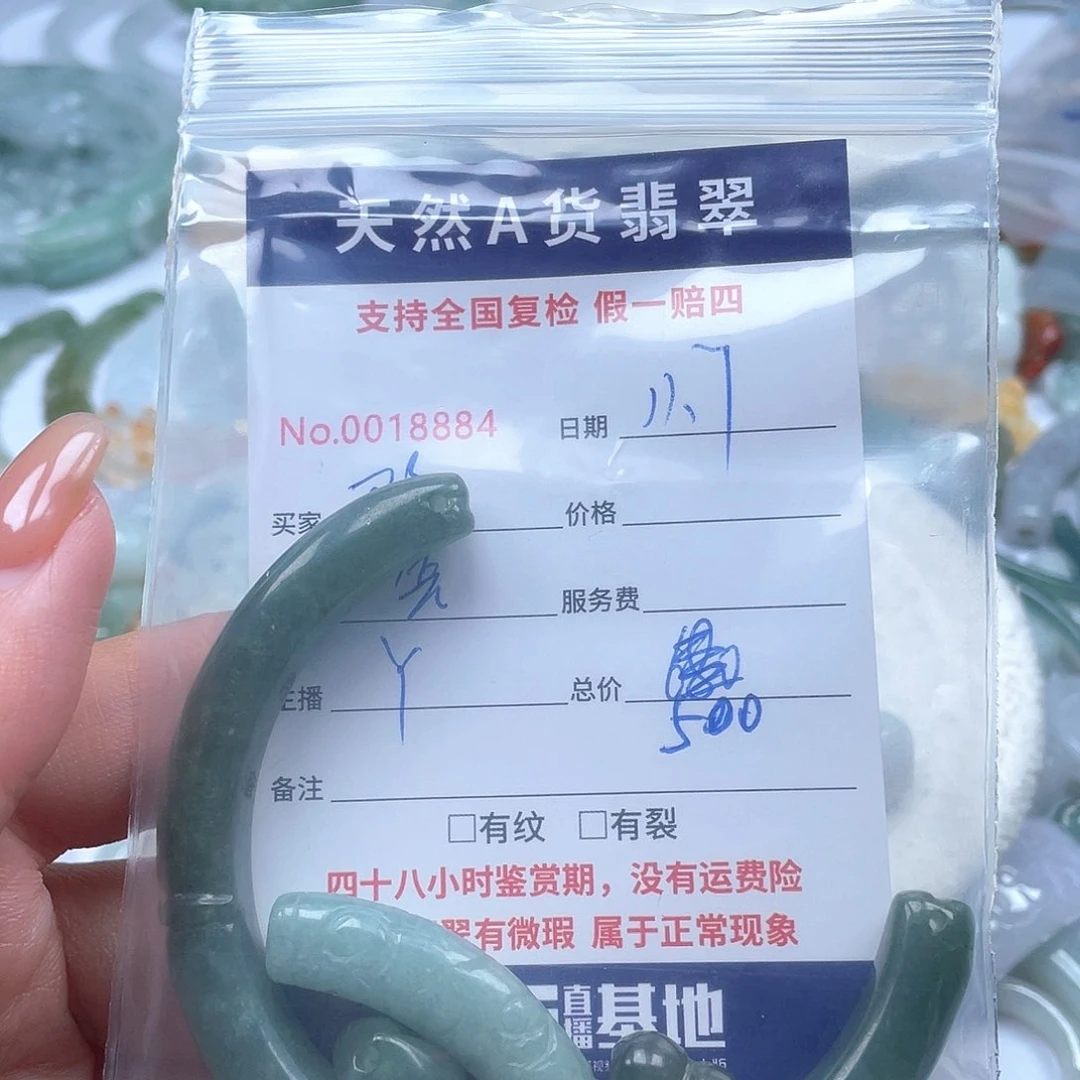 天然A货翡翠
支持全国复检 假一赔四
No.0018884 日期
买家 价格
服务费
播 Y 总价 500
备注
□有纹 □有裂
四十八小时鉴赏期，没有运费险
翠有微瑕 属于正常现象
直播基地